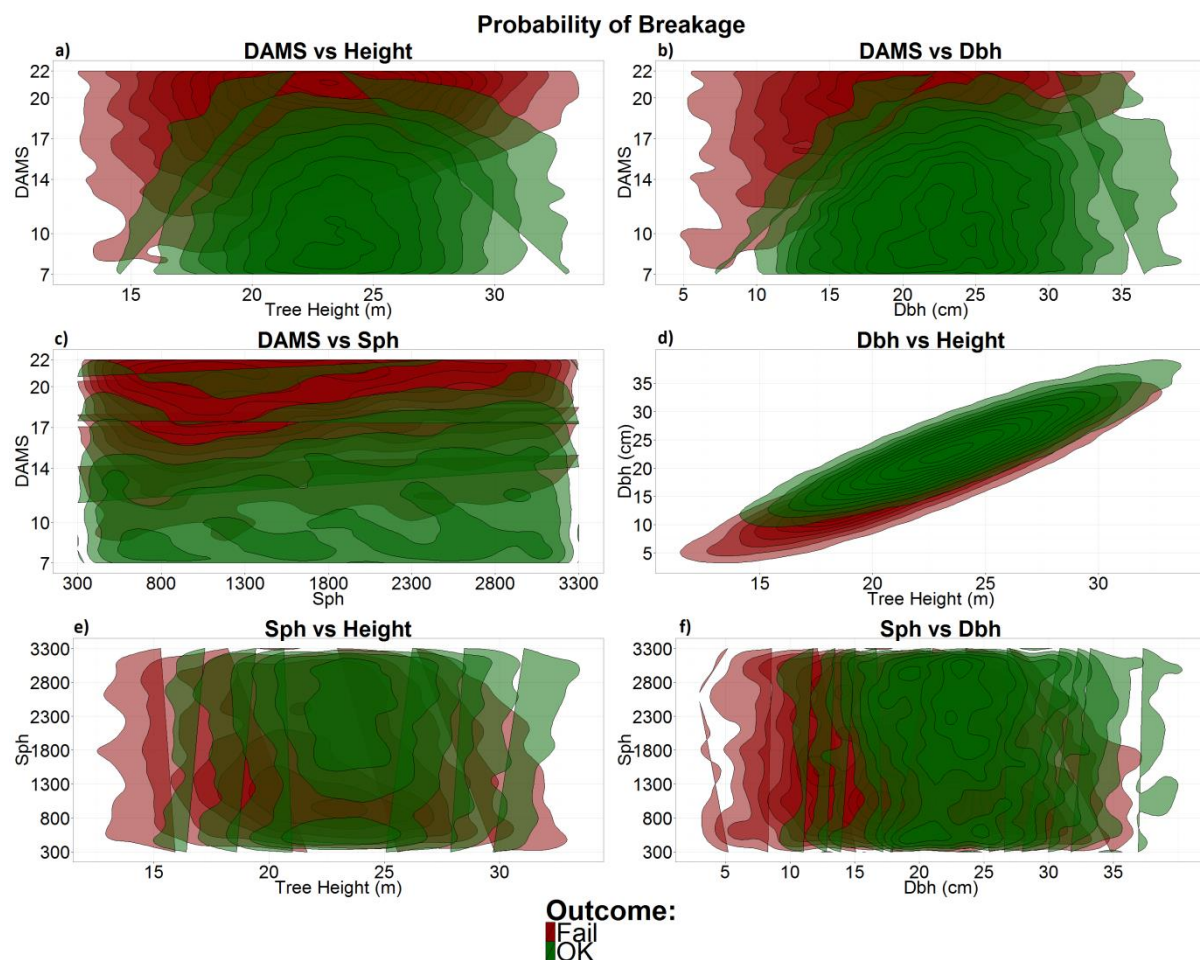 Probability of Breakage
a)
DAMS vs Height
22
20
17
14
10
7
DAMS
15 20 25 30
Tree Height (m)
b)
DAMS vs Dbh
22
20
17
14
10
7
DAMS
5 10 15 20 25 30 35
Dbh (cm)
c)
DAMS vs Sph
22
20
17
14
10
7
DAMS
300 800 1300 1800 2300 2800 3300
Sph
d)
Dbh vs Height
35
30
25
20
15
10
5
Dbh (cm)
15 20 25 30
Tree Height (m)
e)
Sph vs Height
3300
2800
2300
1800
1300
800
300
Sph
15 20 25 30
Tree Height (m)
f)
Sph vs Dbh
3300
2800
2300
1800
1300
800
300
Sph
5 10 15 20 25 30 35
Dbh (cm)
Outcome:
Fail
OK